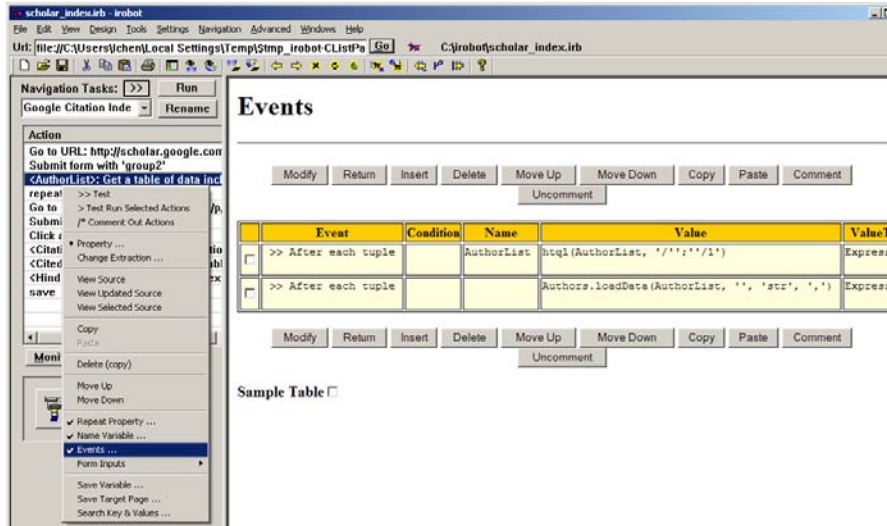 scholar_index.irb - irobot
File Edit View Design Tools Settings Navigation Advanced Windows Help
Url: file://C:\Users\lchen\Local Settings\Temp\$tmp_irobot-CListPa Go C:\irobot\scholar_index.irb
Navigation Tasks: >> Run
Google Citation Inde Rename
Action
Go to URL: http://scholar.google.com
Submit form with 'group2'
<AuthorList>: Get a table of data incl
repeat
Go to
Submi
Click a
<Citati
<Cited
<Hind
save
Moni
>> Test
> Test Run Selected Actions
/* Comment Out Actions
Property ...
Change Extraction ...
View Source
View Updated Source
View Selected Source
Copy
Paste
Delete (copy)
Move Up
Move Down
Repeat Property ...
Name Variable ...
Events ...
Form Inputs
Save Variable ...
Save Target Page ...
Search Key & Values ...
Events
Modify Return Insert Delete Move Up Move Down Copy Paste Comment
Uncomment
Event Condition Name Value ValueT
>> After each tuple AuthorList htql(AuthorList, '/'';''/1') Express
>> After each tuple Authors.loadData(AuthorList, '', 'str', ',') Express
Modify Return Insert Delete Move Up Move Down Copy Paste Comment
Uncomment
Sample Table